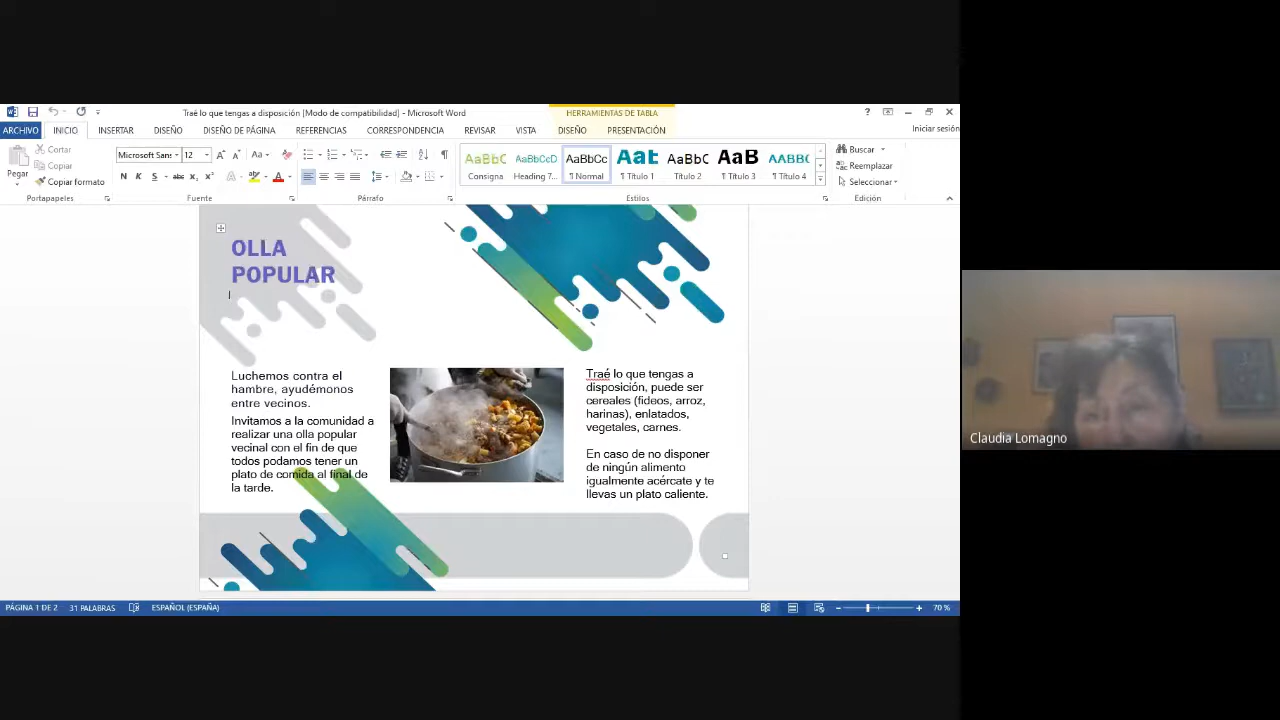 Traé lo que tengas a disposición [Modo de compatibilidad] - Microsoft Word
HERRAMIENTAS DE TABLA
ARCHIVO INICIO INSERTAR DISEÑO DISEÑO DE PÁGINA REFERENCIAS CORRESPONDENCIA REVISAR VISTA DISEÑO PRESENTACIÓN
Iniciar sesión
Pegar
Cortar
Copiar
Copiar formato
Portapapeles
Microsoft Sans 12
Fuente
Párrafo
AaBbC AaBbCcD AaBbCc AaB AaBbC AaBb AABBC
Consigna Heading 7... ¶ Normal ¶ Título 1 Título 2 ¶ Título 3 ¶ Título 4
Estilos
Buscar
Reemplazar
Seleccionar
Edición
OLLA
POPULAR
Luchemos contra el
hambre, ayudémonos
entre vecinos.
Invitamos a la comunidad a
realizar una olla popular
vecinal con el fin de que
todos podamos tener un
plato de comida al final de
la tarde.
Traé lo que tengas a
disposición, puede ser
cereales (fideos, arroz,
harinas), enlatados,
vegetales, carnes.
En caso de no disponer
de ningún alimento
igualmente acércate y te
llevas un plato caliente.
PÁGINA 1 DE 2 31 PALABRAS ESPAÑOL (ESPAÑA)
70 %
Claudia Lomagno